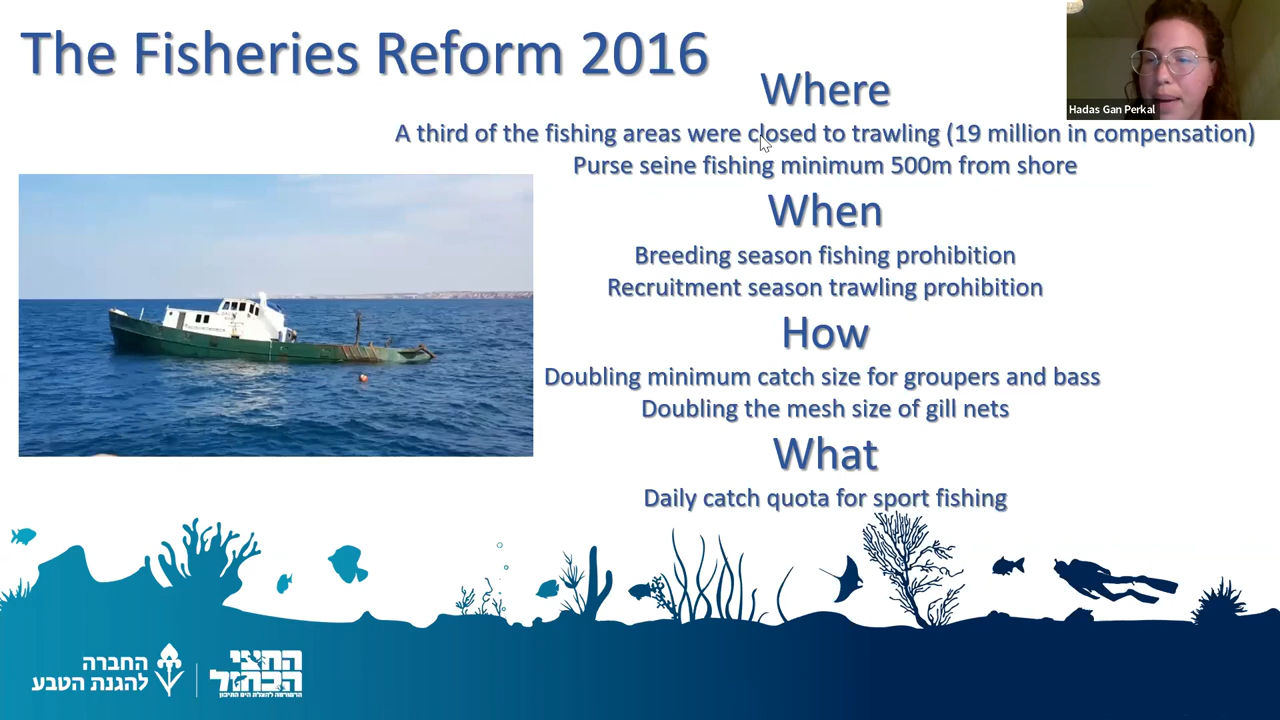 The Fisheries Reform 2016
Hadas Gan Perkal
Where
A third of the fishing areas were closed to trawling (19 million in compensation)
Purse seine fishing minimum 500m from shore
When
Breeding season fishing prohibition
Recruitment season trawling prohibition
How
Doubling minimum catch size for groupers and bass
Doubling the mesh size of gill nets
What
Daily catch quota for sport fishing
החברה
להגנת הטבע
החצי
הכחול